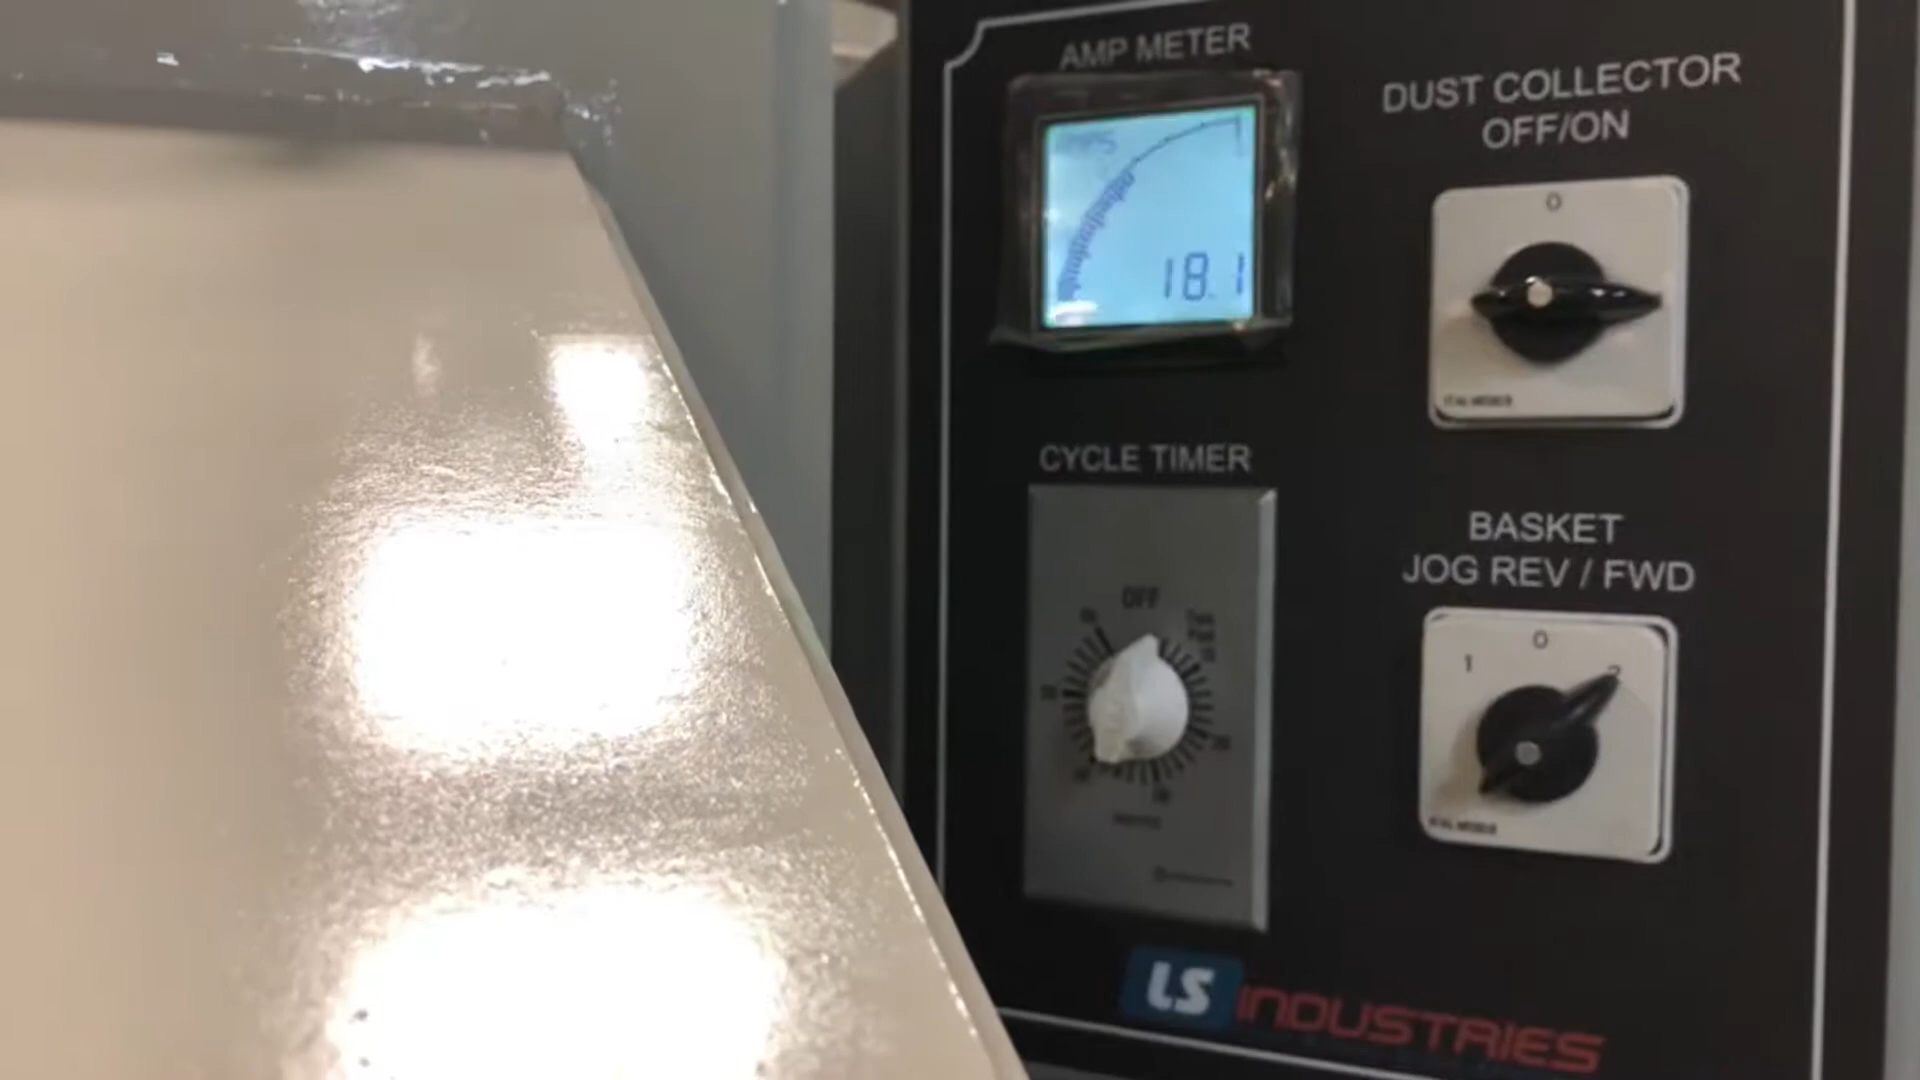 AMP METER
18.1
DUST COLLECTOR
OFF/ON
0
CYCLE TIMER
OFF
BASKET
JOG REV / FWD
0
1
2
LS INDUSTRIES